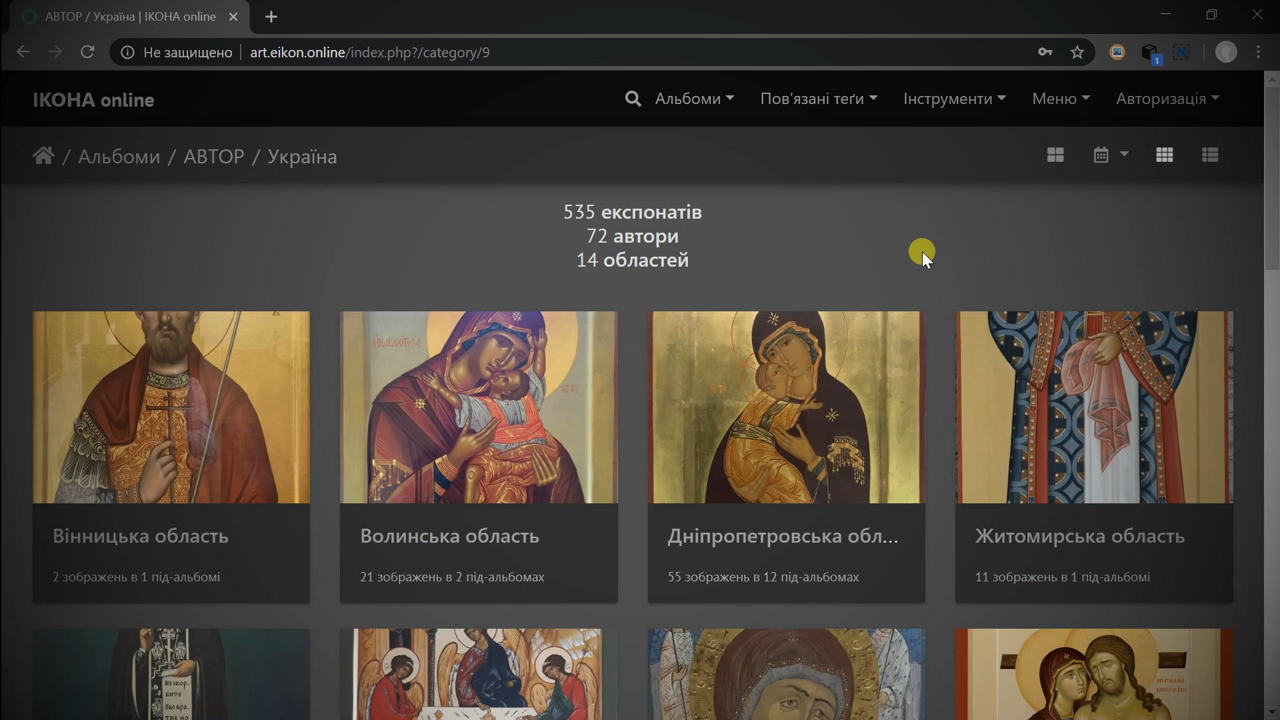 АВТОР / Україна | ІКОНА online
Не защищено
art.eikon.online/index.php?/category/9
1
ІКОНА online
Альбоми
Пов'язані теґи
Інструменти
Меню
Авторизація
/ Альбоми / АВТОР / Україна
535 експонатів
72 автори
14 областей
Вінницька область
2 зображень в 1 під-альбомі
Волинська область
21 зображень в 2 під-альбомах
Дніпропетровська обл...
55 зображень в 12 під-альбомах
Житомирська область
11 зображень в 1 під-альбомі